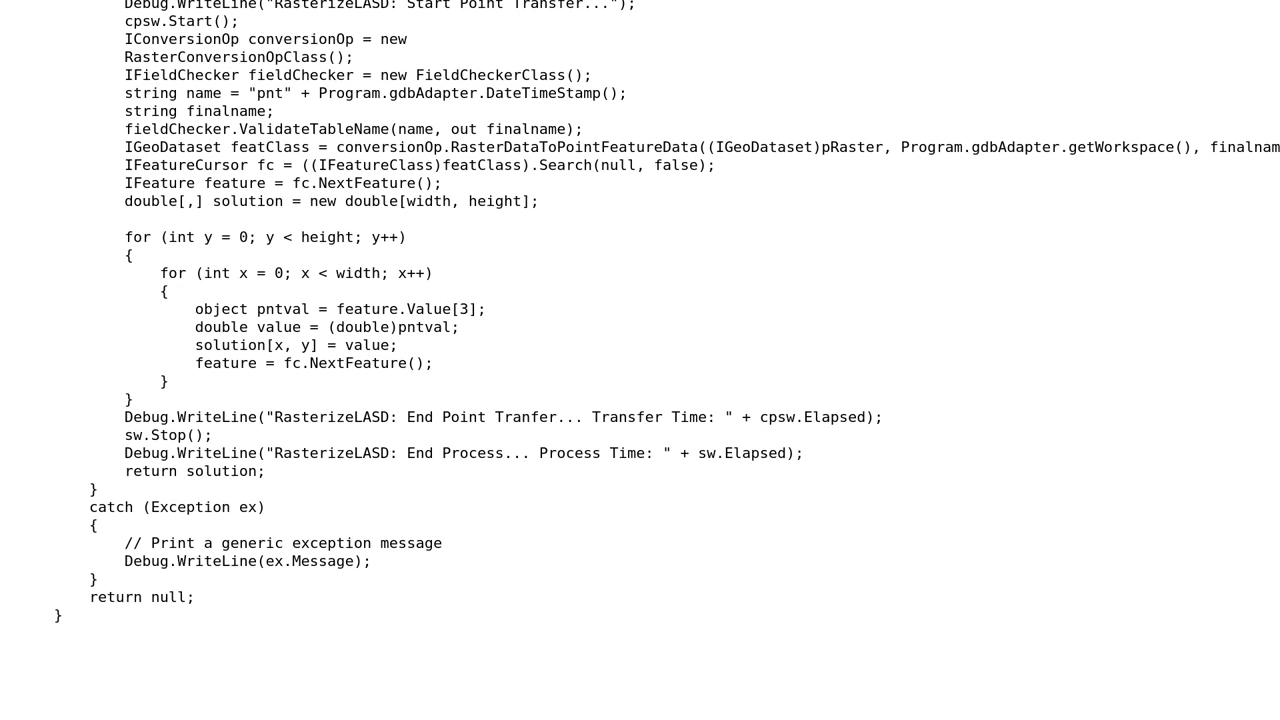 Debug.WriteLine("RasterizeLASD: Start Point Transfer...");
cpsw.Start();
IConversionOp conversionOp = new
RasterConversionOpClass();
IFieldChecker fieldChecker = new FieldCheckerClass();
string name = "pnt" + Program.gdbAdapter.DateTimeStamp();
string finalname;
fieldChecker.ValidateTableName(name, out finalname);
IGeoDataset featClass = conversionOp.RasterDataToPointFeatureData((IGeoDataset)pRaster, Program.gdbAdapter.getWorkspace(), finalnam
IFeatureCursor fc = ((IFeatureClass)featClass).Search(null, false);
IFeature feature = fc.NextFeature();
double[,] solution = new double[width, height];
for (int y = 0; y < height; y++)
{
for (int x = 0; x < width; x++)
{
object pntval = feature.Value[3];
double value = (double)pntval;
solution[x, y] = value;
feature = fc.NextFeature();
}
}
Debug.WriteLine("RasterizeLASD: End Point Tranfer... Transfer Time: " + cpsw.Elapsed);
sw.Stop();
Debug.WriteLine("RasterizeLASD: End Process... Process Time: " + sw.Elapsed);
return solution;
}
catch (Exception ex)
{
// Print a generic exception message
Debug.WriteLine(ex.Message);
}
return null;
}